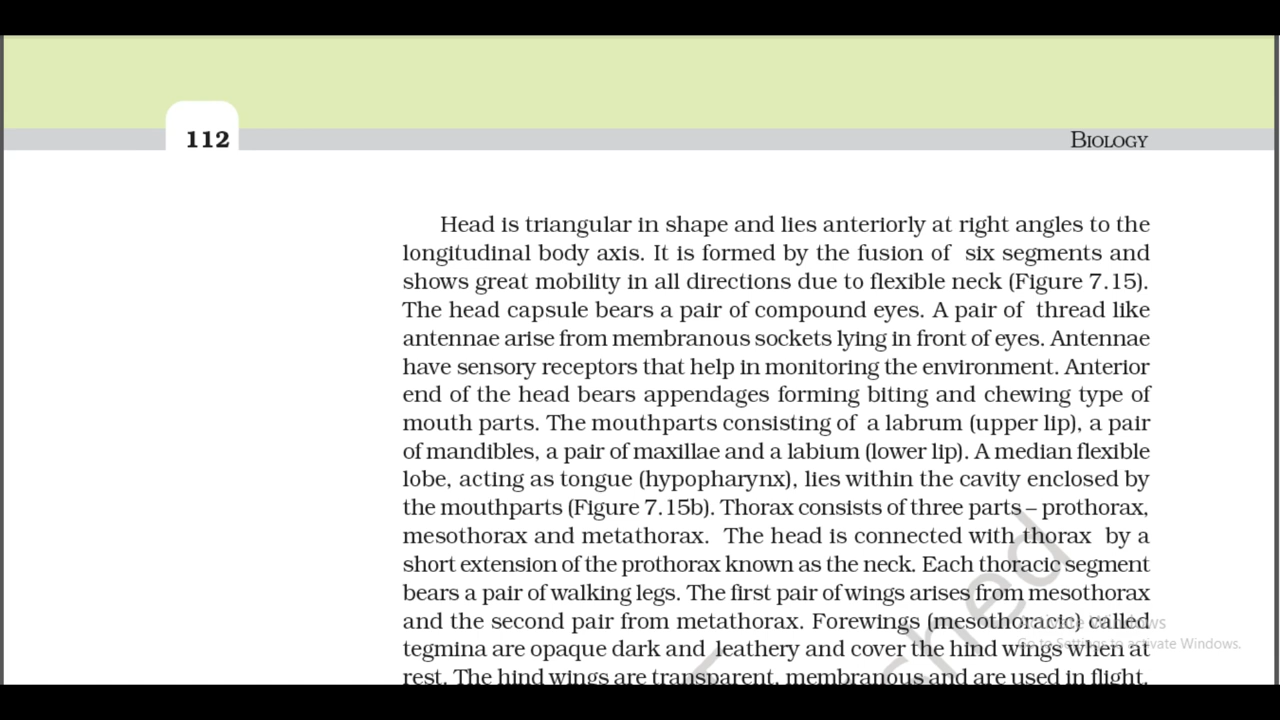 112
BIOLOGY
Head is triangular in shape and lies anteriorly at right angles to the
longitudinal body axis. It is formed by the fusion of six segments and
shows great mobility in all directions due to flexible neck (Figure 7.15).
The head capsule bears a pair of compound eyes. A pair of thread like
antennae arise from membranous sockets lying in front of eyes. Antennae
have sensory receptors that help in monitoring the environment. Anterior
end of the head bears appendages forming biting and chewing type of
mouth parts. The mouthparts consisting of a labrum (upper lip), a pair
of mandibles, a pair of maxillae and a labium (lower lip). A median flexible
lobe, acting as tongue (hypopharynx), lies within the cavity enclosed by
the mouthparts (Figure 7.15b). Thorax consists of three parts – prothorax,
mesothorax and metathorax. The head is connected with thorax by a
short extension of the prothorax known as the neck. Each thoracic segment
bears a pair of walking legs. The first pair of wings arises from mesothorax
and the second pair from metathorax. Forewings (mesothoracic) called
tegmina are opaque dark and leathery and cover the hind wings when at
rest. The hind wings are transparent, membranous and are used in flight.
Activate Windows
Go to Settings to activate Windows.